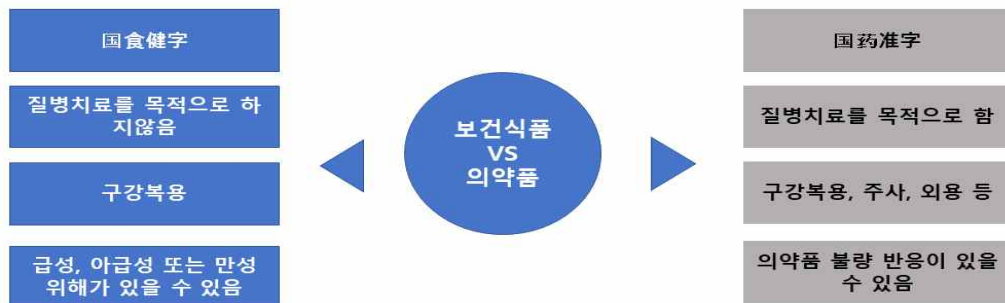 国食健字
질병치료를 목적으로 하
지않음
구강복용
급성, 아급성 또는 만성
위해가 있을 수 있음
보건식품
VS
의약품
国药准字
질병치료를 목적으로 함
구강복용, 주사, 외용 등
의약품 불량 반응이 있을
수 있음